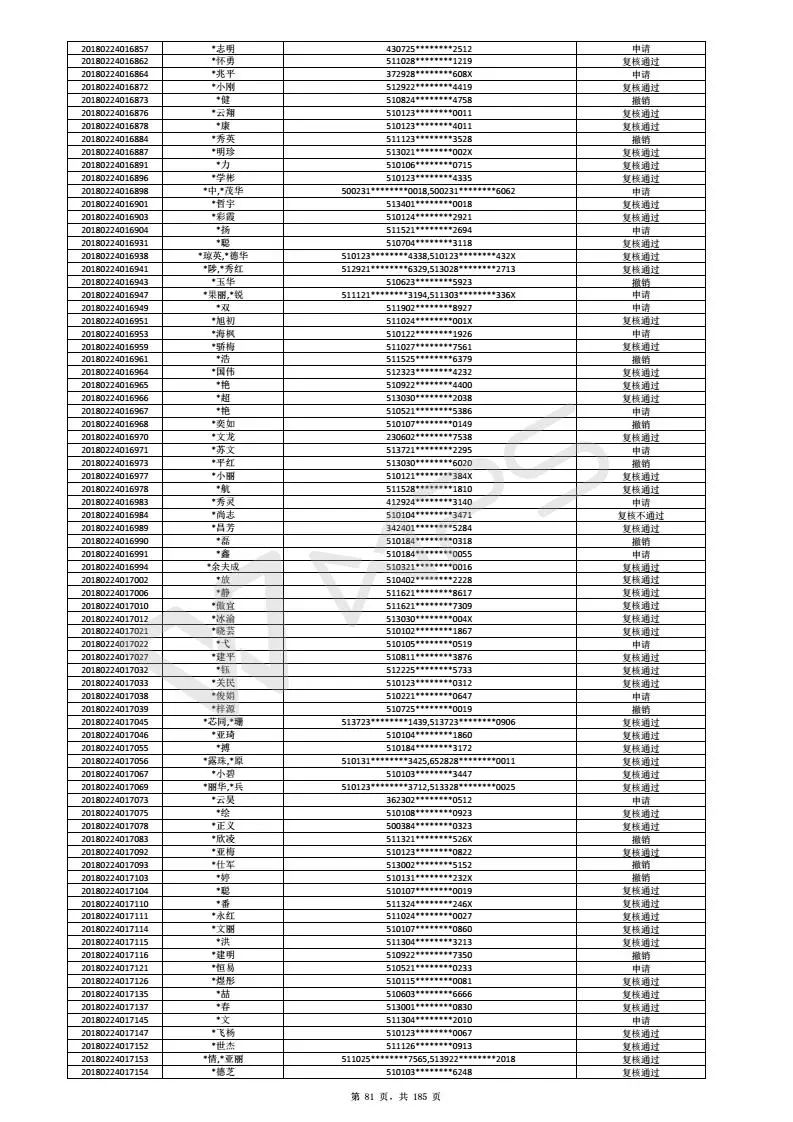 20180224016857 *志明 430725********2512 申请
20180224016862 *怀勇 511028********1219 复核通过
20180224016864 *兆平 372928********608X 申请
20180224016872 *小刚 512922********4419 复核通过
20180224016873 *健 510824********4758 撤销
20180224016876 *云翔 510123********0011 复核通过
20180224016878 *康 510123********4011 复核通过
20180224016884 *秀英 511123********3528 撤销
20180224016887 *明珍 513021********002X 复核通过
20180224016891 *力 510106********0715 复核通过
20180224016896 *学彬 510123********4335 复核通过
20180224016898 *中,*茂华 500231********0018,500231********6062 申请
20180224016901 *哲宇 513401********0018 复核通过
20180224016903 *彩霞 510124********2921 复核通过
20180224016904 *扬 511521********2694 申请
20180224016931 *聪 510704********3118 复核通过
20180224016938 *琼英,*德华 510123********4338,510123********432X 复核通过
20180224016941 *陟,*秀红 512921********6329,513028********2713 复核通过
20180224016943 *玉华 510623********5923 撤销
20180224016947 *果丽,*锐 511121********3194,511303********336X 申请
20180224016949 *双 511902********8927 申请
20180224016951 *旭初 511024********001X 复核通过
20180224016953 *海枫 510122********1926 申请
20180224016959 *骄梅 511027********7561 复核通过
20180224016961 *浩 511525********6379 撤销
20180224016964 *国伟 512323********4232 复核通过
20180224016965 *艳 510922********4400 复核通过
20180224016966 *超 513030********2038 复核通过
20180224016967 *艳 510521********5386 申请
20180224016968 *奕如 510107********0149 撤销
20180224016970 *文龙 230602********7538 复核通过
20180224016971 *苏文 513721********2295 申请
20180224016973 *平红 513030********6020 撤销
20180224016977 *小丽 510121********384X 复核通过
20180224016978 *航 511528********1810 复核通过
20180224016983 *秀灵 412924********3140 申请
20180224016984 *尚志 510104********3471 复核不通过
20180224016989 *昌芳 342401********5284 复核通过
20180224016990 *磊 510184********0318 撤销
20180224016991 *鑫 510184********0055 申请
20180224016994 *余夫成 510321********0016 复核通过
20180224017002 *放 510402********2228 复核通过
20180224017006 *静 511621********8617 复核通过
20180224017010 *傲宜 511621********7309 复核通过
20180224017012 *冰渝 513030********004X 复核通过
20180224017021 *晓芸 510102********1867 复核通过
20180224017022 *弋 510105********0519 申请
20180224017027 *建平 510811********3876 复核通过
20180224017032 *钰 512225********5733 复核通过
20180224017033 *关民 510123********0312 复核通过
20180224017038 *俊娟 510221********0647 申请
20180224017039 *梓源 510725********0019 撤销
20180224017045 *芯同,*珊 513723********1439,513723********0906 复核通过
20180224017046 *亚琦 510104********1860 复核通过
20180224017055 *搏 510184********3172 复核通过
20180224017056 *露珠,*原 510131********3425,652828********0011 复核通过
20180224017067 *小碧 510103********3447 复核通过
20180224017069 *丽华,*兵 510123********3712,513328********0025 复核通过
20180224017073 *云昊 362302********0512 申请
20180224017075 *绘 510108********0923 复核通过
20180224017078 *正义 500384********0323 复核通过
20180224017083 *欣凌 511321********526X 撤销
20180224017092 *亚梅 510123********0822 复核通过
20180224017093 *仕军 513002********5152 撤销
20180224017103 *婷 510131********232X 撤销
20180224017104 *聪 510107********0019 复核通过
20180224017110 *番 511324********246X 复核通过
20180224017111 *永红 511024********0027 复核通过
20180224017114 *文丽 510107********0860 复核通过
20180224017115 *洪 511304********3213 复核通过
20180224017116 *建明 510922********7350 撤销
20180224017121 *恒易 510521********0233 申请
20180224017126 *煜彤 510115********0081 复核通过
20180224017135 *喆 510603********6666 复核通过
20180224017137 *春 513001********0830 复核通过
20180224017145 *文 511304********2010 申请
20180224017147 *飞杨 510123********0067 复核通过
20180224017152 *世杰 511126********0913 复核通过
20180224017153 *情,*亚丽 511025********7565,513922********2018 复核通过
20180224017154 *德芝 510103********6248 复核通过
第 81 页, 共 185 页